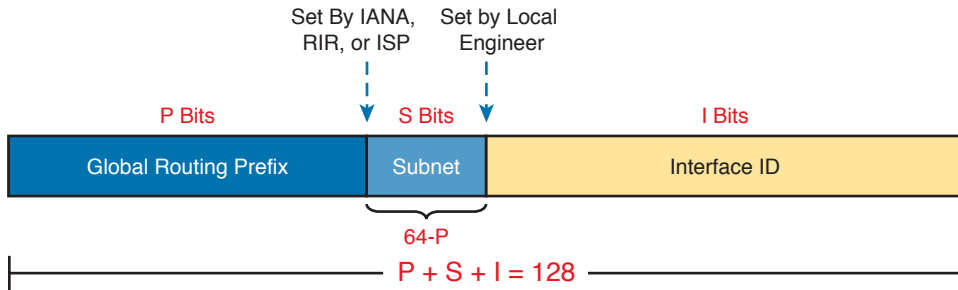 Set By IANA,
RIR, or ISP
Set by Local
Engineer
P Bits
S Bits
I Bits
Global Routing Prefix
Subnet
Interface ID
64-P
P + S + I = 128